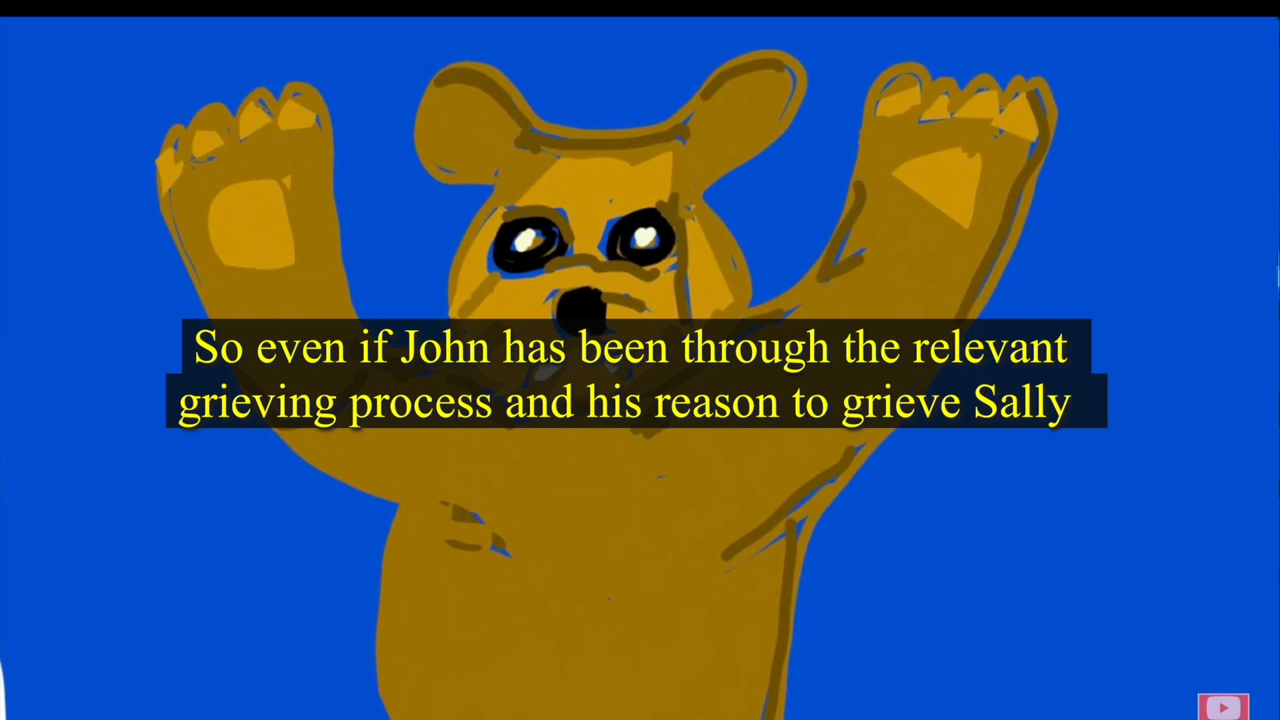 So even if John has been through the relevant
grieving process and his reason to grieve Sally